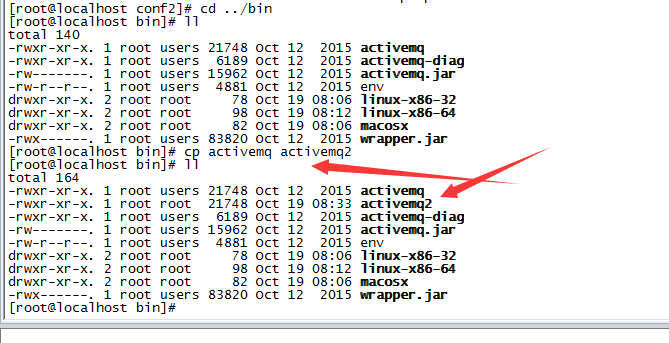 [root@localhost conf2]# cd ../bin
[root@localhost bin]# ll
total 140
-rwxr-xr-x. 1 root users 21748 Oct 12  2015 activemq
-rwxr-xr-x. 1 root users  6189 Oct 12  2015 activemq-diag
-rw-------. 1 root users 15962 Oct 12  2015 activemq.jar
-rw-r--r--. 1 root users  4881 Oct 12  2015 env
drwxr-xr-x. 2 root root     78 Oct 19 08:06 linux-x86-32
drwxr-xr-x. 2 root root     98 Oct 19 08:12 linux-x86-64
drwxr-xr-x. 2 root root     82 Oct 19 08:06 macosx
-rwx------. 1 root users 83820 Oct 12  2015 wrapper.jar
[root@localhost bin]# cp activemq activemq2
[root@localhost bin]# ll
total 164
-rwxr-xr-x. 1 root users 21748 Oct 12  2015 activemq
-rwxr-xr-x. 1 root root  21748 Oct 19 08:33 activemq2
-rwxr-xr-x. 1 root users  6189 Oct 12  2015 activemq-diag
-rwx------. 1 root users 15962 Oct 12  2015 activemq.jar
-rw-r--r--. 1 root users  4881 Oct 12  2015 env
drwxr-xr-x. 2 root root     78 Oct 19 08:06 linux-x86-32
drwxr-xr-x. 2 root root     98 Oct 19 08:12 linux-x86-64
drwxr-xr-x. 2 root root     82 Oct 19 08:06 macosx
-rwx------. 1 root users 83820 Oct 12  2015 wrapper.jar
[root@localhost bin]#